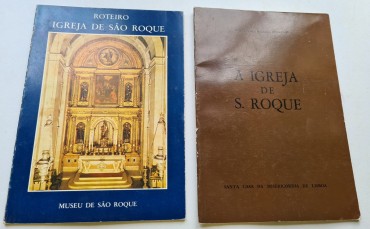 ROTEIRO
IGREJA DE SÃO ROQUE
MUSEU DE SÃO ROQUE
A IGREJA
DE
S. ROQUE
SANTA CASA DA MISERICÓRDIA DE LISBOA